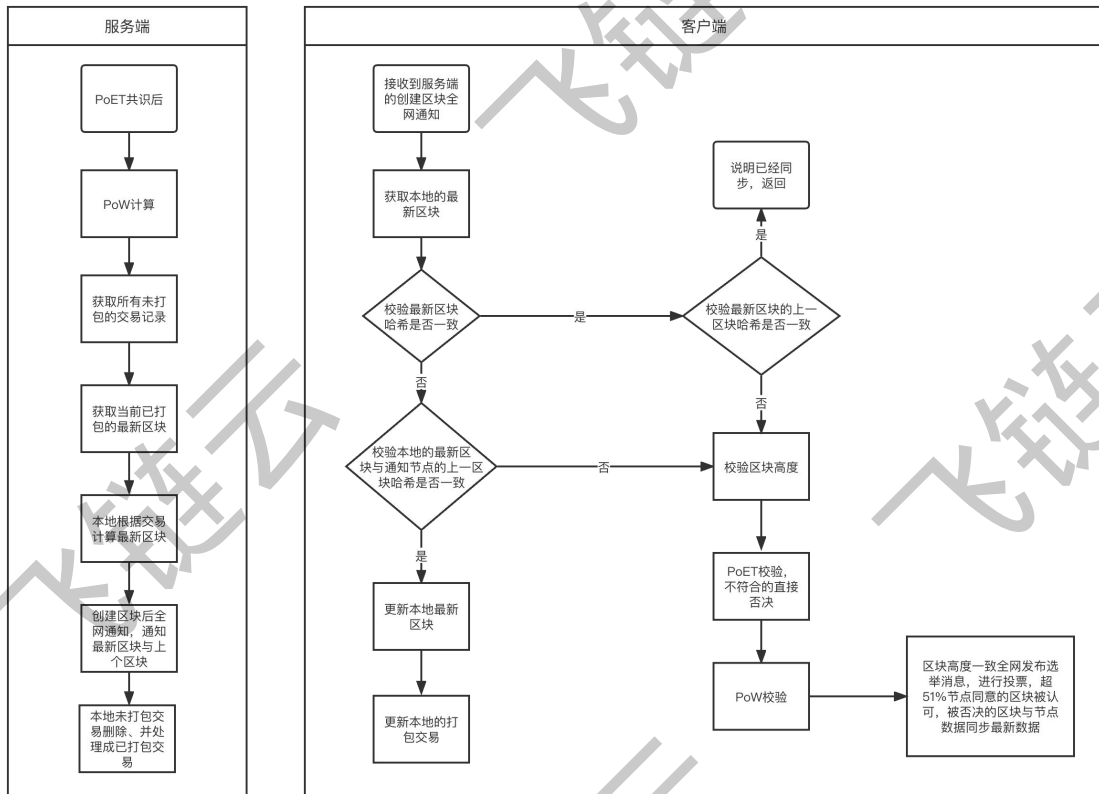 服务端
PoET共识后
PoW计算
获取所有未打
包的交易记录
获取当前已打
包的最新区块
本地根据交易
计算最新区块
创建区块后全
网通知，通知
最新区块与上
个区块
本地未打包交
易删除、并处
理成已打包交
易
客户端
接收到服务端
的创建区块全
网通知
获取本地的最
新区块
校验最新区块
哈希是否一致
是
校验最新区块的上一
区块哈希是否一致
是
说明已经同
步，返回
否
否
校验本地的最新区
块与通知节点的上一区
块哈希是否一致
否
校验区块高度
是
更新本地最新
区块
更新本地的打
包交易
PoET校验，
不符合的直接
否决
PoW校验
区块高度一致全网发布选
举消息，进行投票，超
51%节点同意的区块被认
可，被否决的区块与节点
数据同步最新数据
飞链
飞链云
飞链